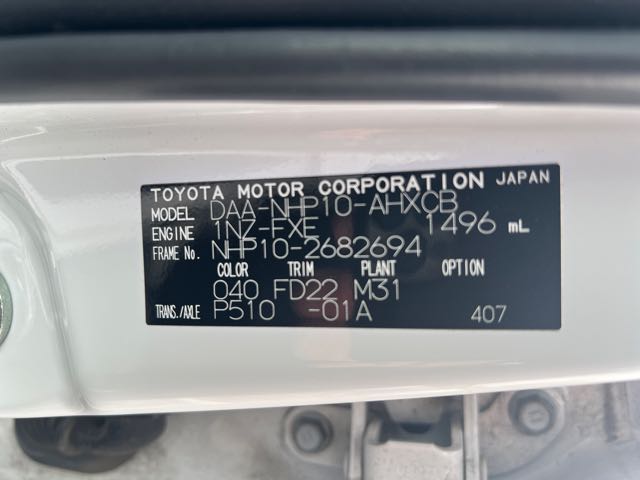 TOYOTA MOTOR CORPORATION JAPAN
MODEL DAA-NHP10-AHXCB
ENGINE 1NZ-FXE 1496 mL
FRAME No. NHP10-2682694
COLOR TRIM PLANT OPTION
040 FD22 M31
TRANS./AXLE P510 -01A 407